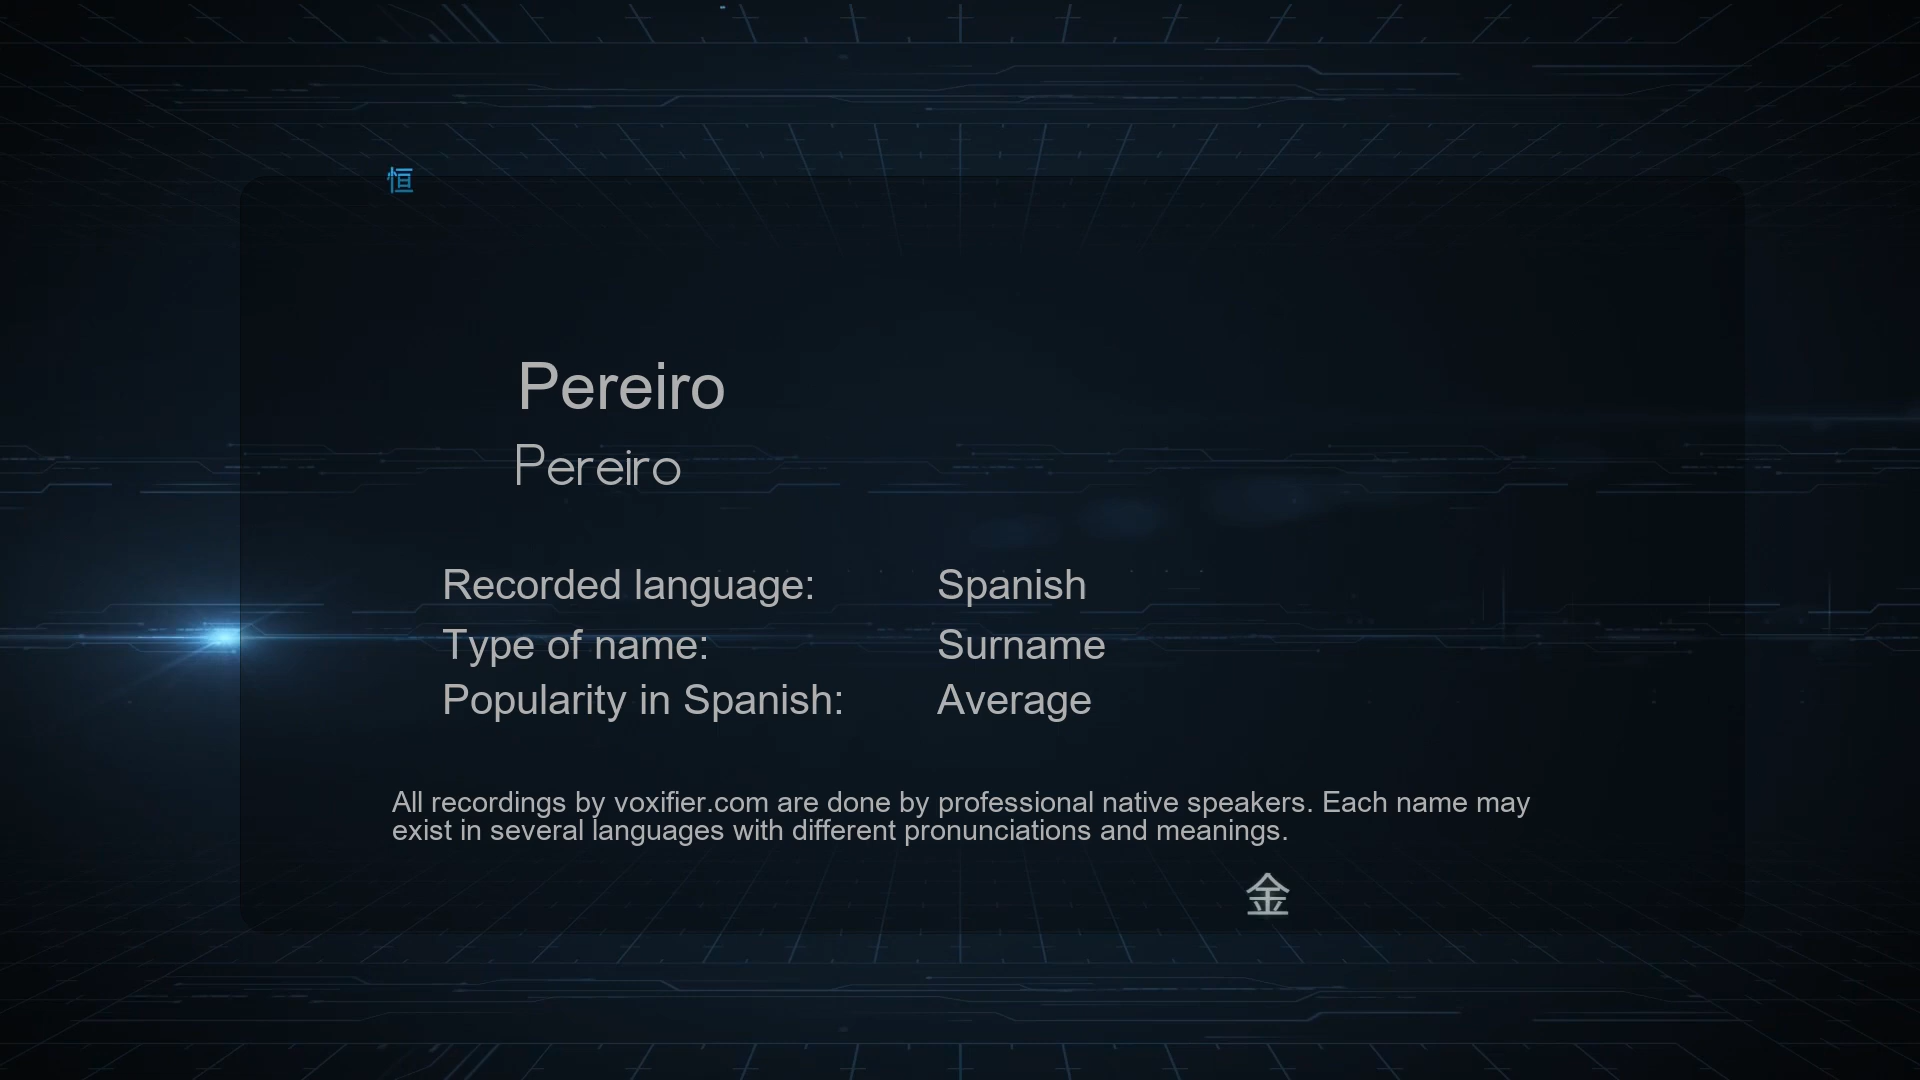 恒
Pereiro
Pereiro
Recorded language: Spanish
Type of name: Surname
Popularity in Spanish: Average
All recordings by voxifier.com are done by professional native speakers. Each name may
exist in several languages with different pronunciations and meanings.
金